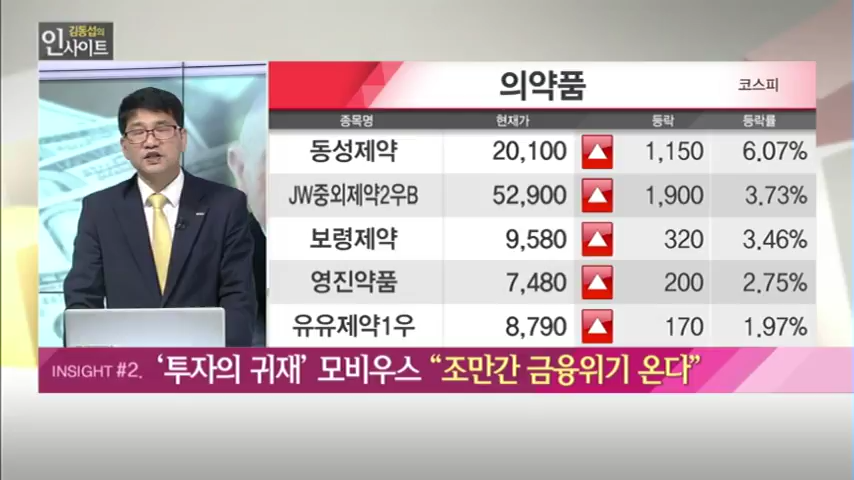 김동섭의
인사이트
의약품 코스피
종목명 현재가 등락 등락률
동성제약 20,100 1,150 6.07%
JW중외제약2우B 52,900 1,900 3.73%
보령제약 9,580 320 3.46%
영진약품 7,480 200 2.75%
유유제약1우 8,790 170 1.97%
INSIGHT #2. ‘투자의 귀재’ 모비우스 “조만간 금융위기 온다”